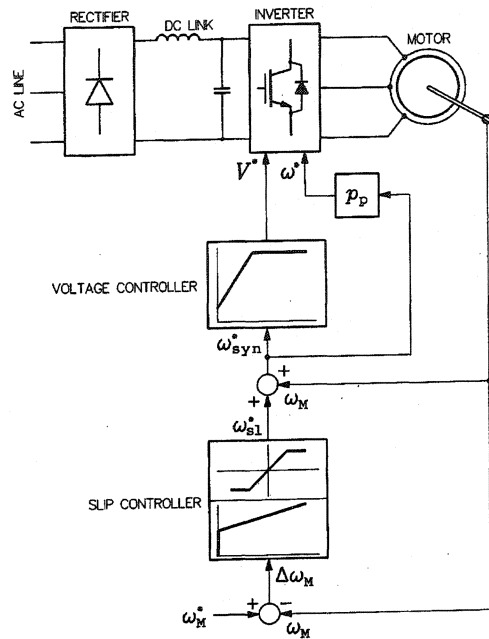 RECTIFIER
DC LINK
INVERTER
MOTOR
AC LINE
V*
ω*
p_p
VOLTAGE CONTROLLER
ω*_syn
+
+
ω_M
ω*_sl
SLIP CONTROLLER
Δω_M
+
−
ω*_M
ω_M